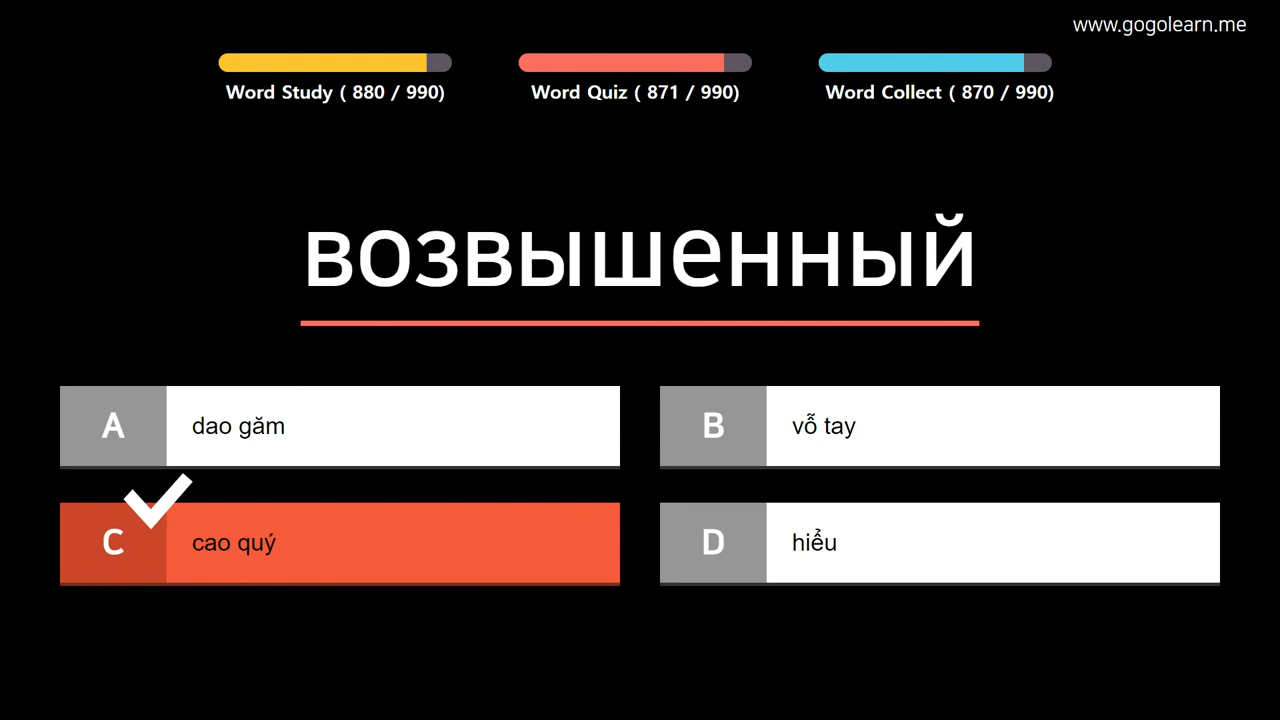 www.gogolearn.me
Word Study ( 880 / 990)
Word Quiz ( 871 / 990)
Word Collect ( 870 / 990)
возвышенный
A
dao găm
B
vỗ tay
C
cao quý
D
hiểu